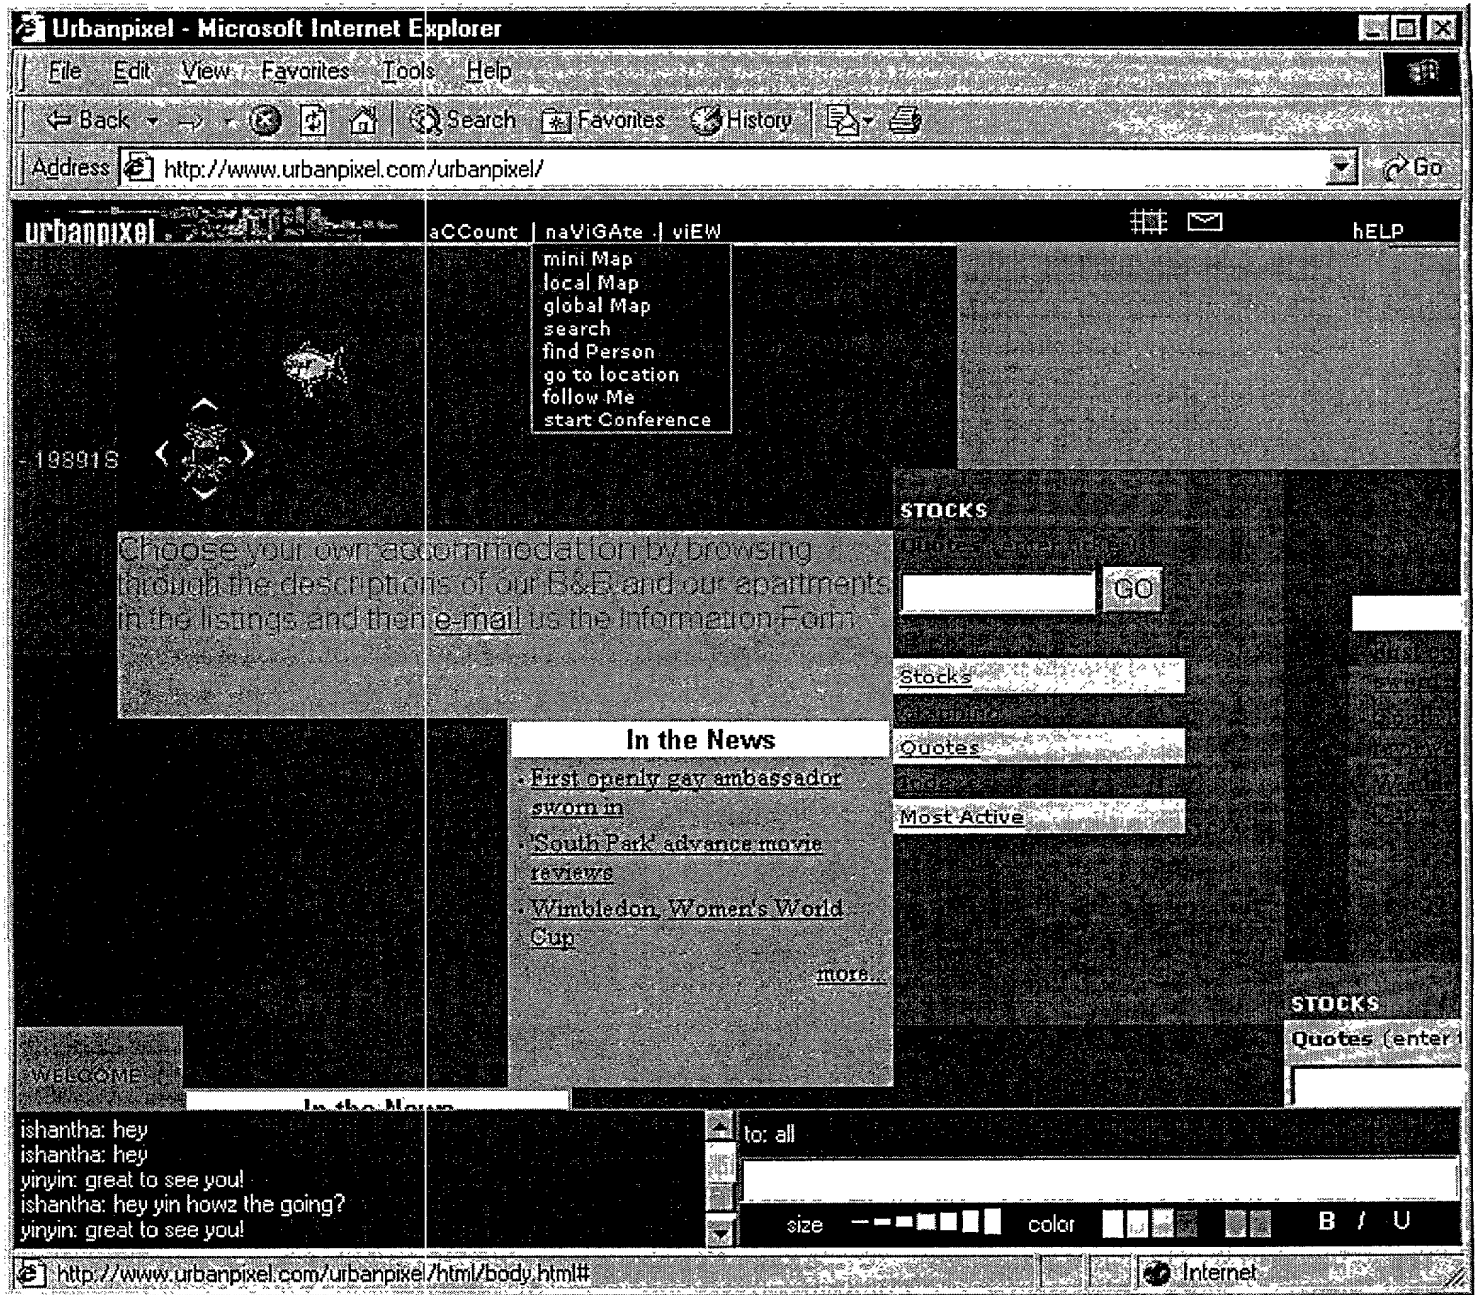 Urbanpixel - Microsoft Internet Explorer
File Edit View Favorites Tools Help
Back Search Favorites History
Address http://www.urbanpixel.com/urbanpixel/ Go
urbanpixel aCCount | naViGAte | viEW hELP
mini Map
local Map
global Map
search
find Person
go to location
follow Me
start Conference
- 19891S
STOCKS
Quotes (enter
GO
Choose your own accommodation by browsing
through the descriptions of our B&B and our apartments
in the listings and then e-mail us the Information Form
Stocks
Quotes
Most Active
In the News
· First openly gay ambassador
sworn in
· 'South Park' advance movie
reviews
· Wimbledon, Women's World
Cup
more...
STOCKS
Quotes (enter
WELCOME
In the News
ishantha: hey
ishantha: hey
yinyin: great to see you!
ishantha: hey yin howz the going?
yinyin: great to see you!
to: all
size color B I U
http://www.urbanpixel.com/urbanpixel/html/body.html# Internet